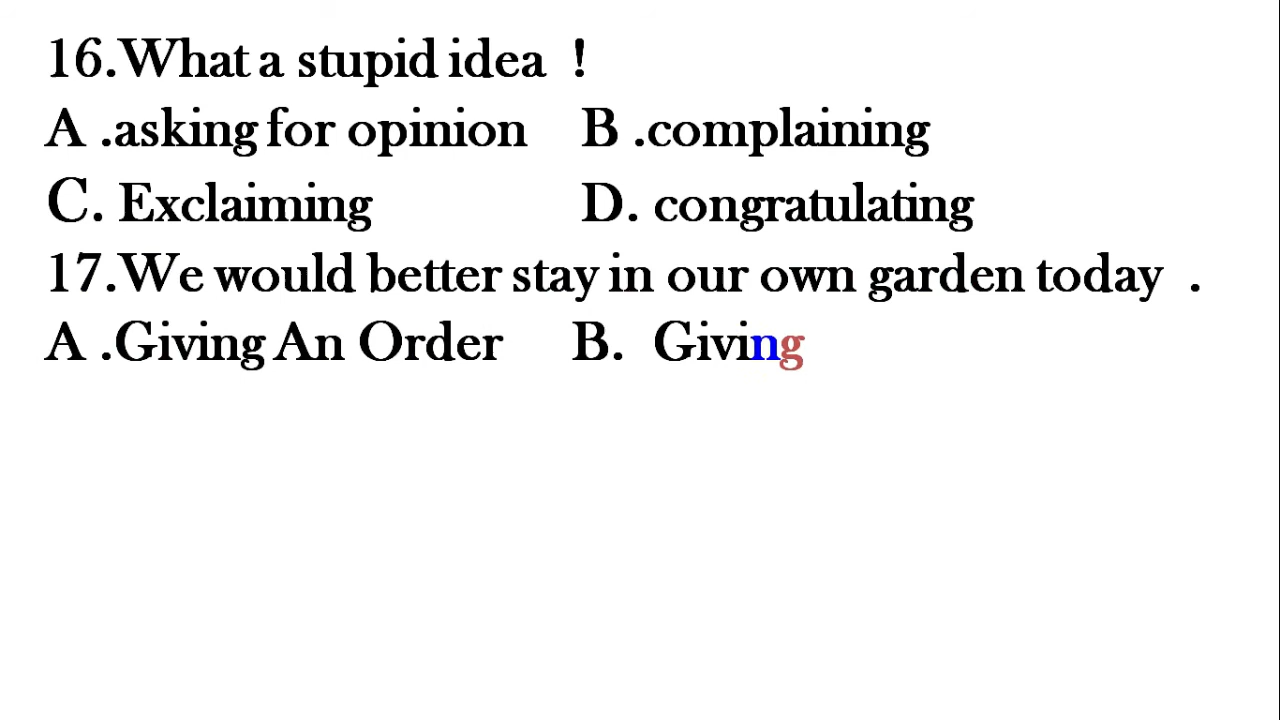 16.What a stupid idea !
A .asking for opinion B .complaining
C. Exclaiming D. congratulating
17.We would better stay in our own garden today .
A .Giving An Order B. Giving